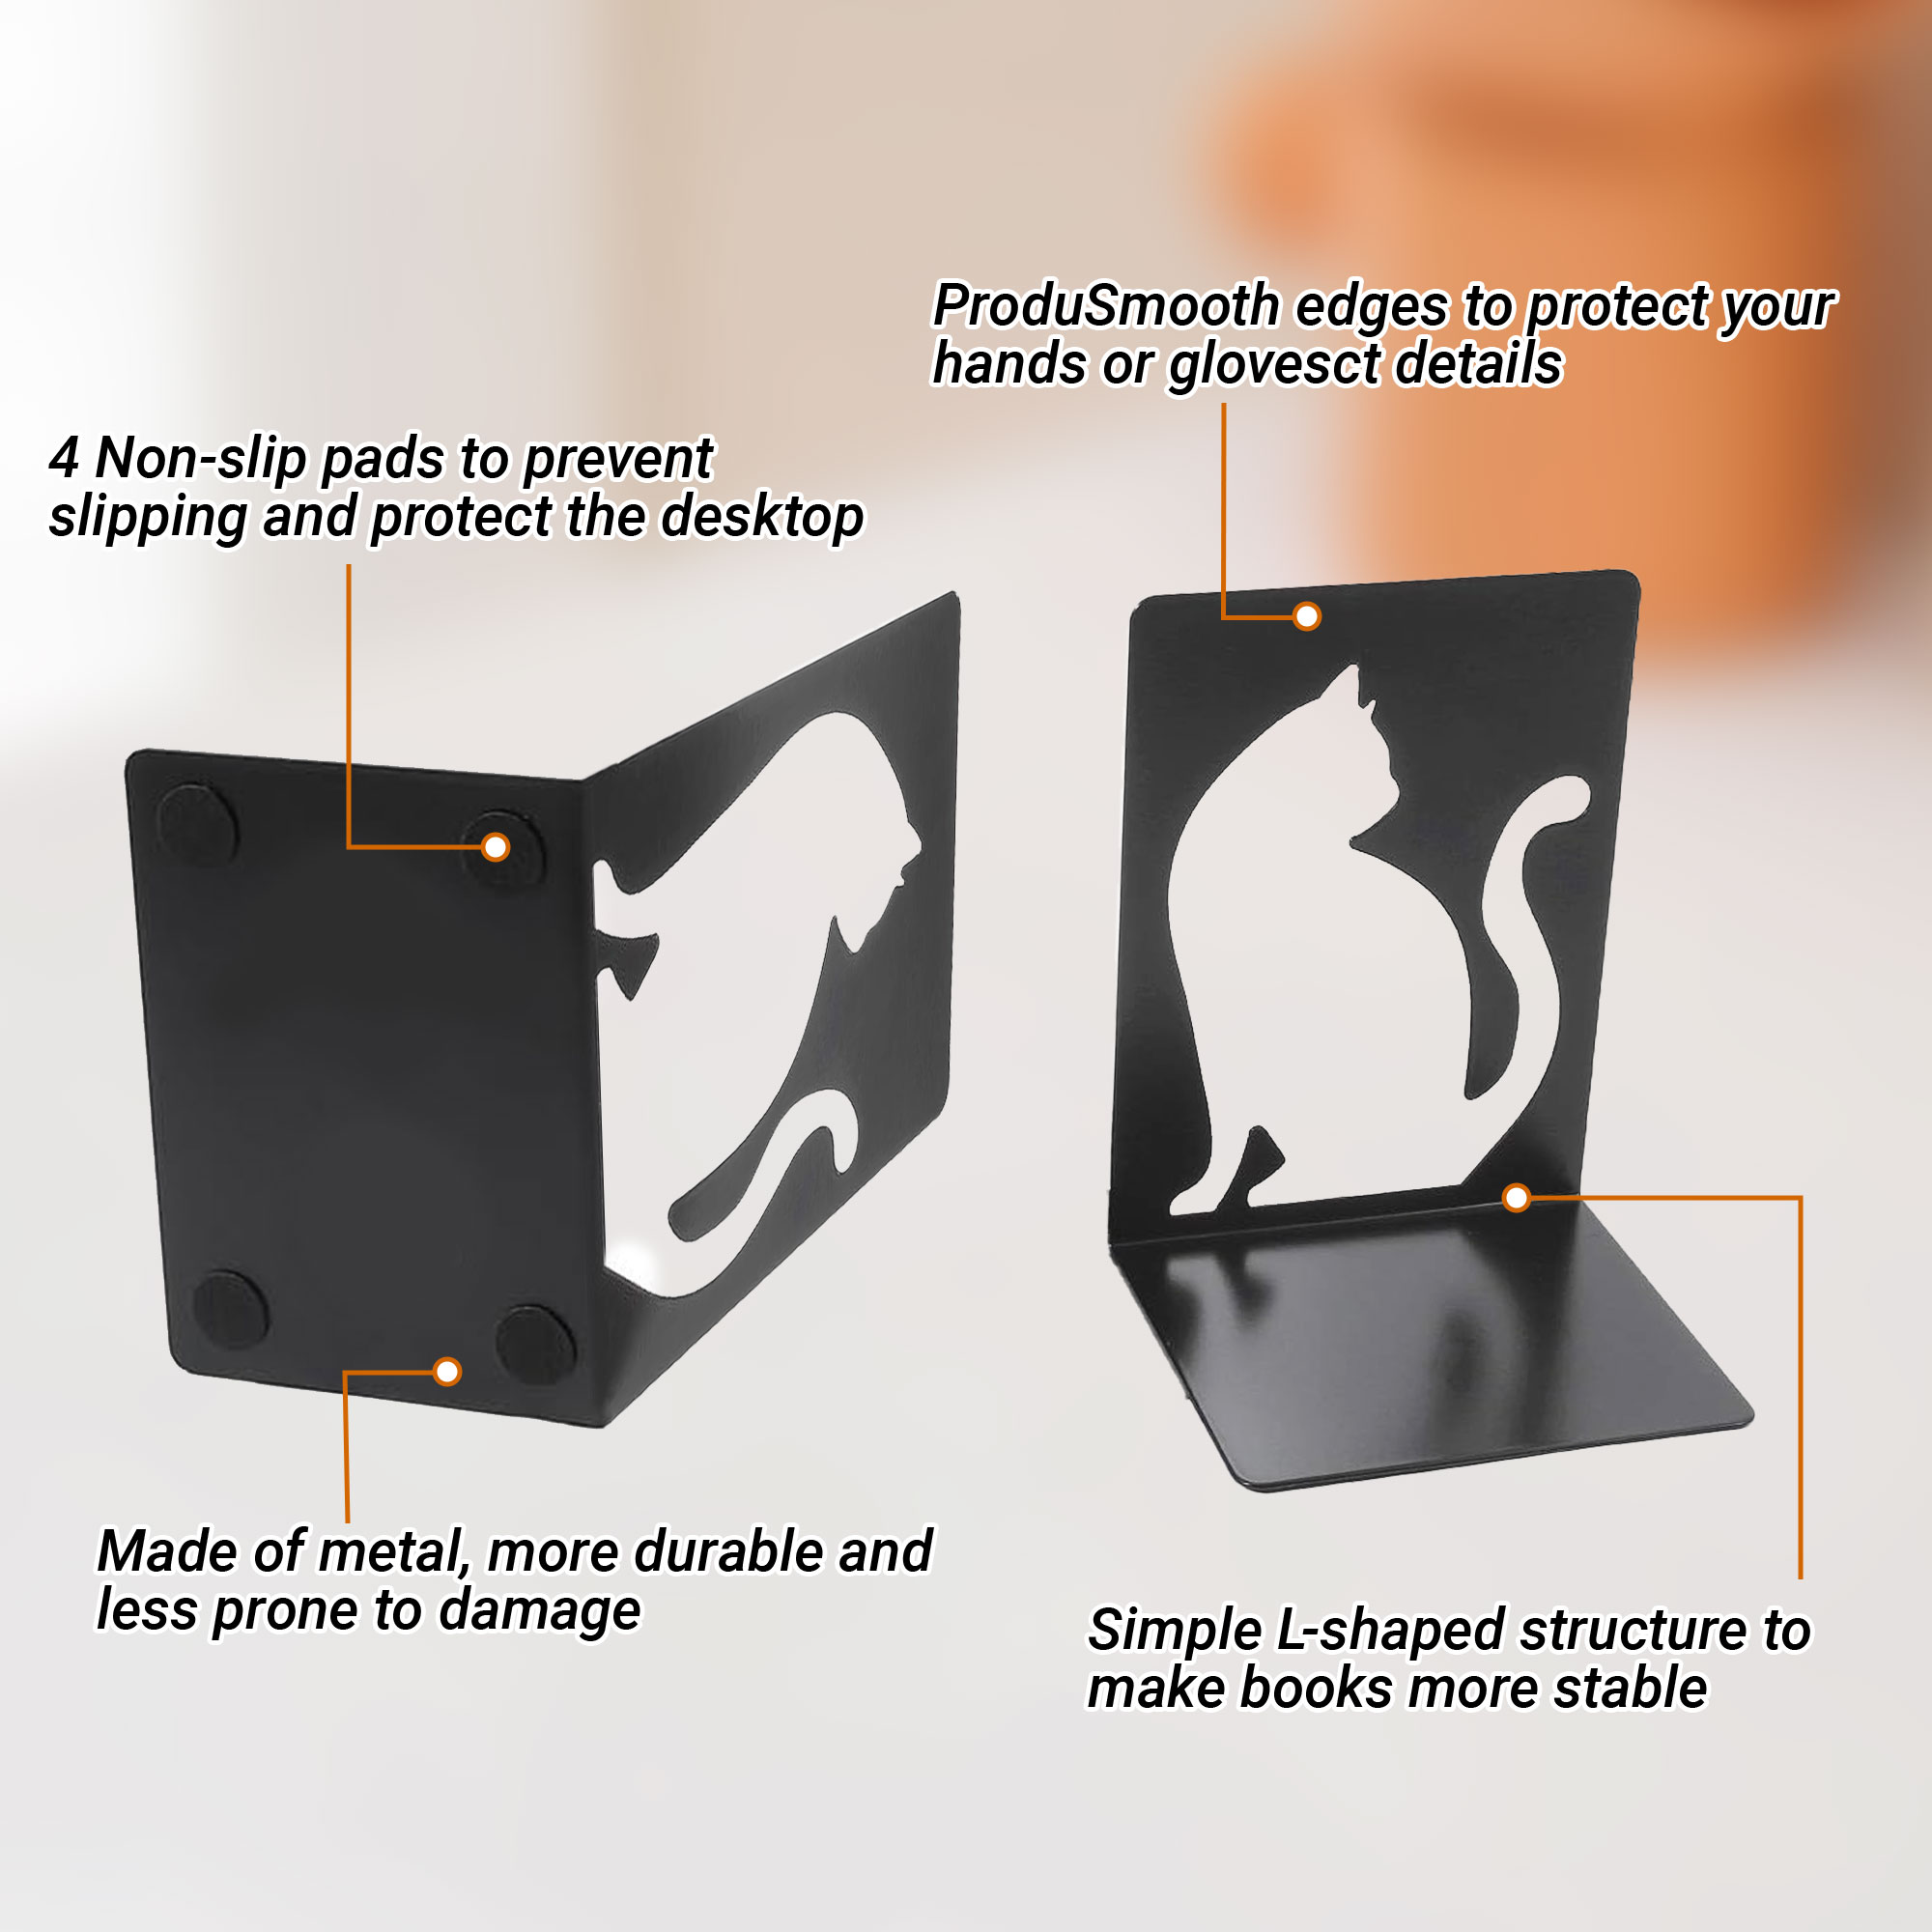 ProduSmooth edges to protect your
hands or glovesct details
4 Non-slip pads to prevent
slipping and protect the desktop
Made of metal, more durable and
less prone to damage
Simple L-shaped structure to
make books more stable